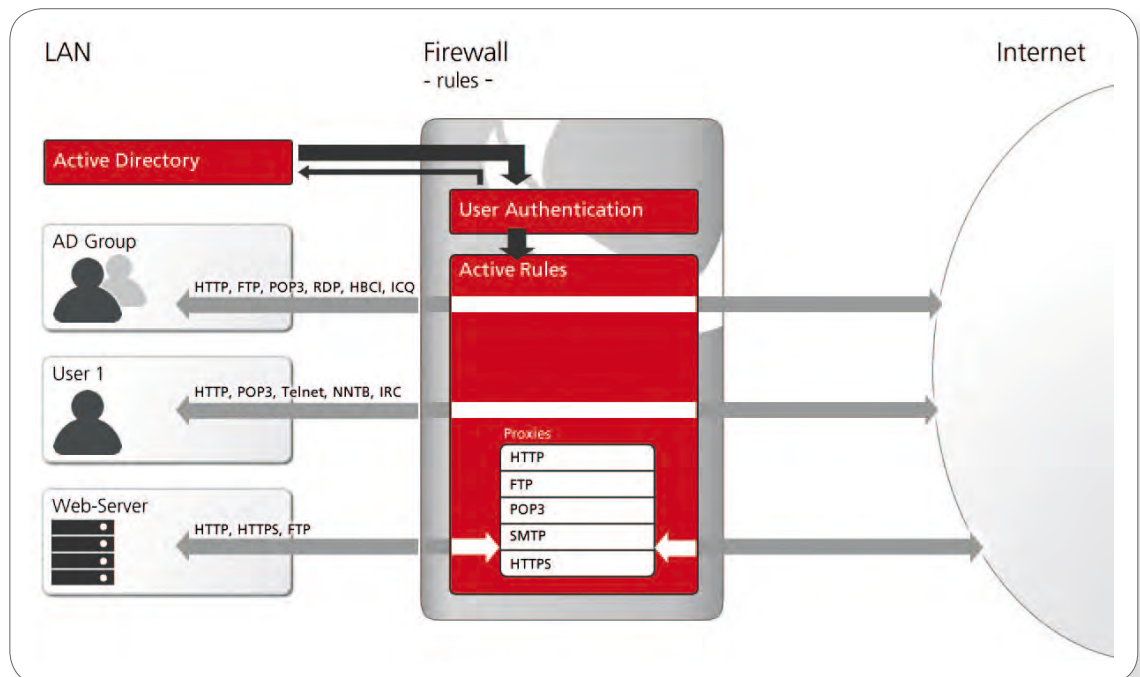 LAN
Firewall
- rules -
Internet
Active Directory
User Authentication
AD Group
Active Rules
HTTP, FTP, POP3, RDP, HBCI, ICQ
User 1
HTTP, POP3, Telnet, NNTB, IRC
Proxies
HTTP
FTP
POP3
SMTP
HTTPS
Web-Server
HTTP, HTTPS, FTP